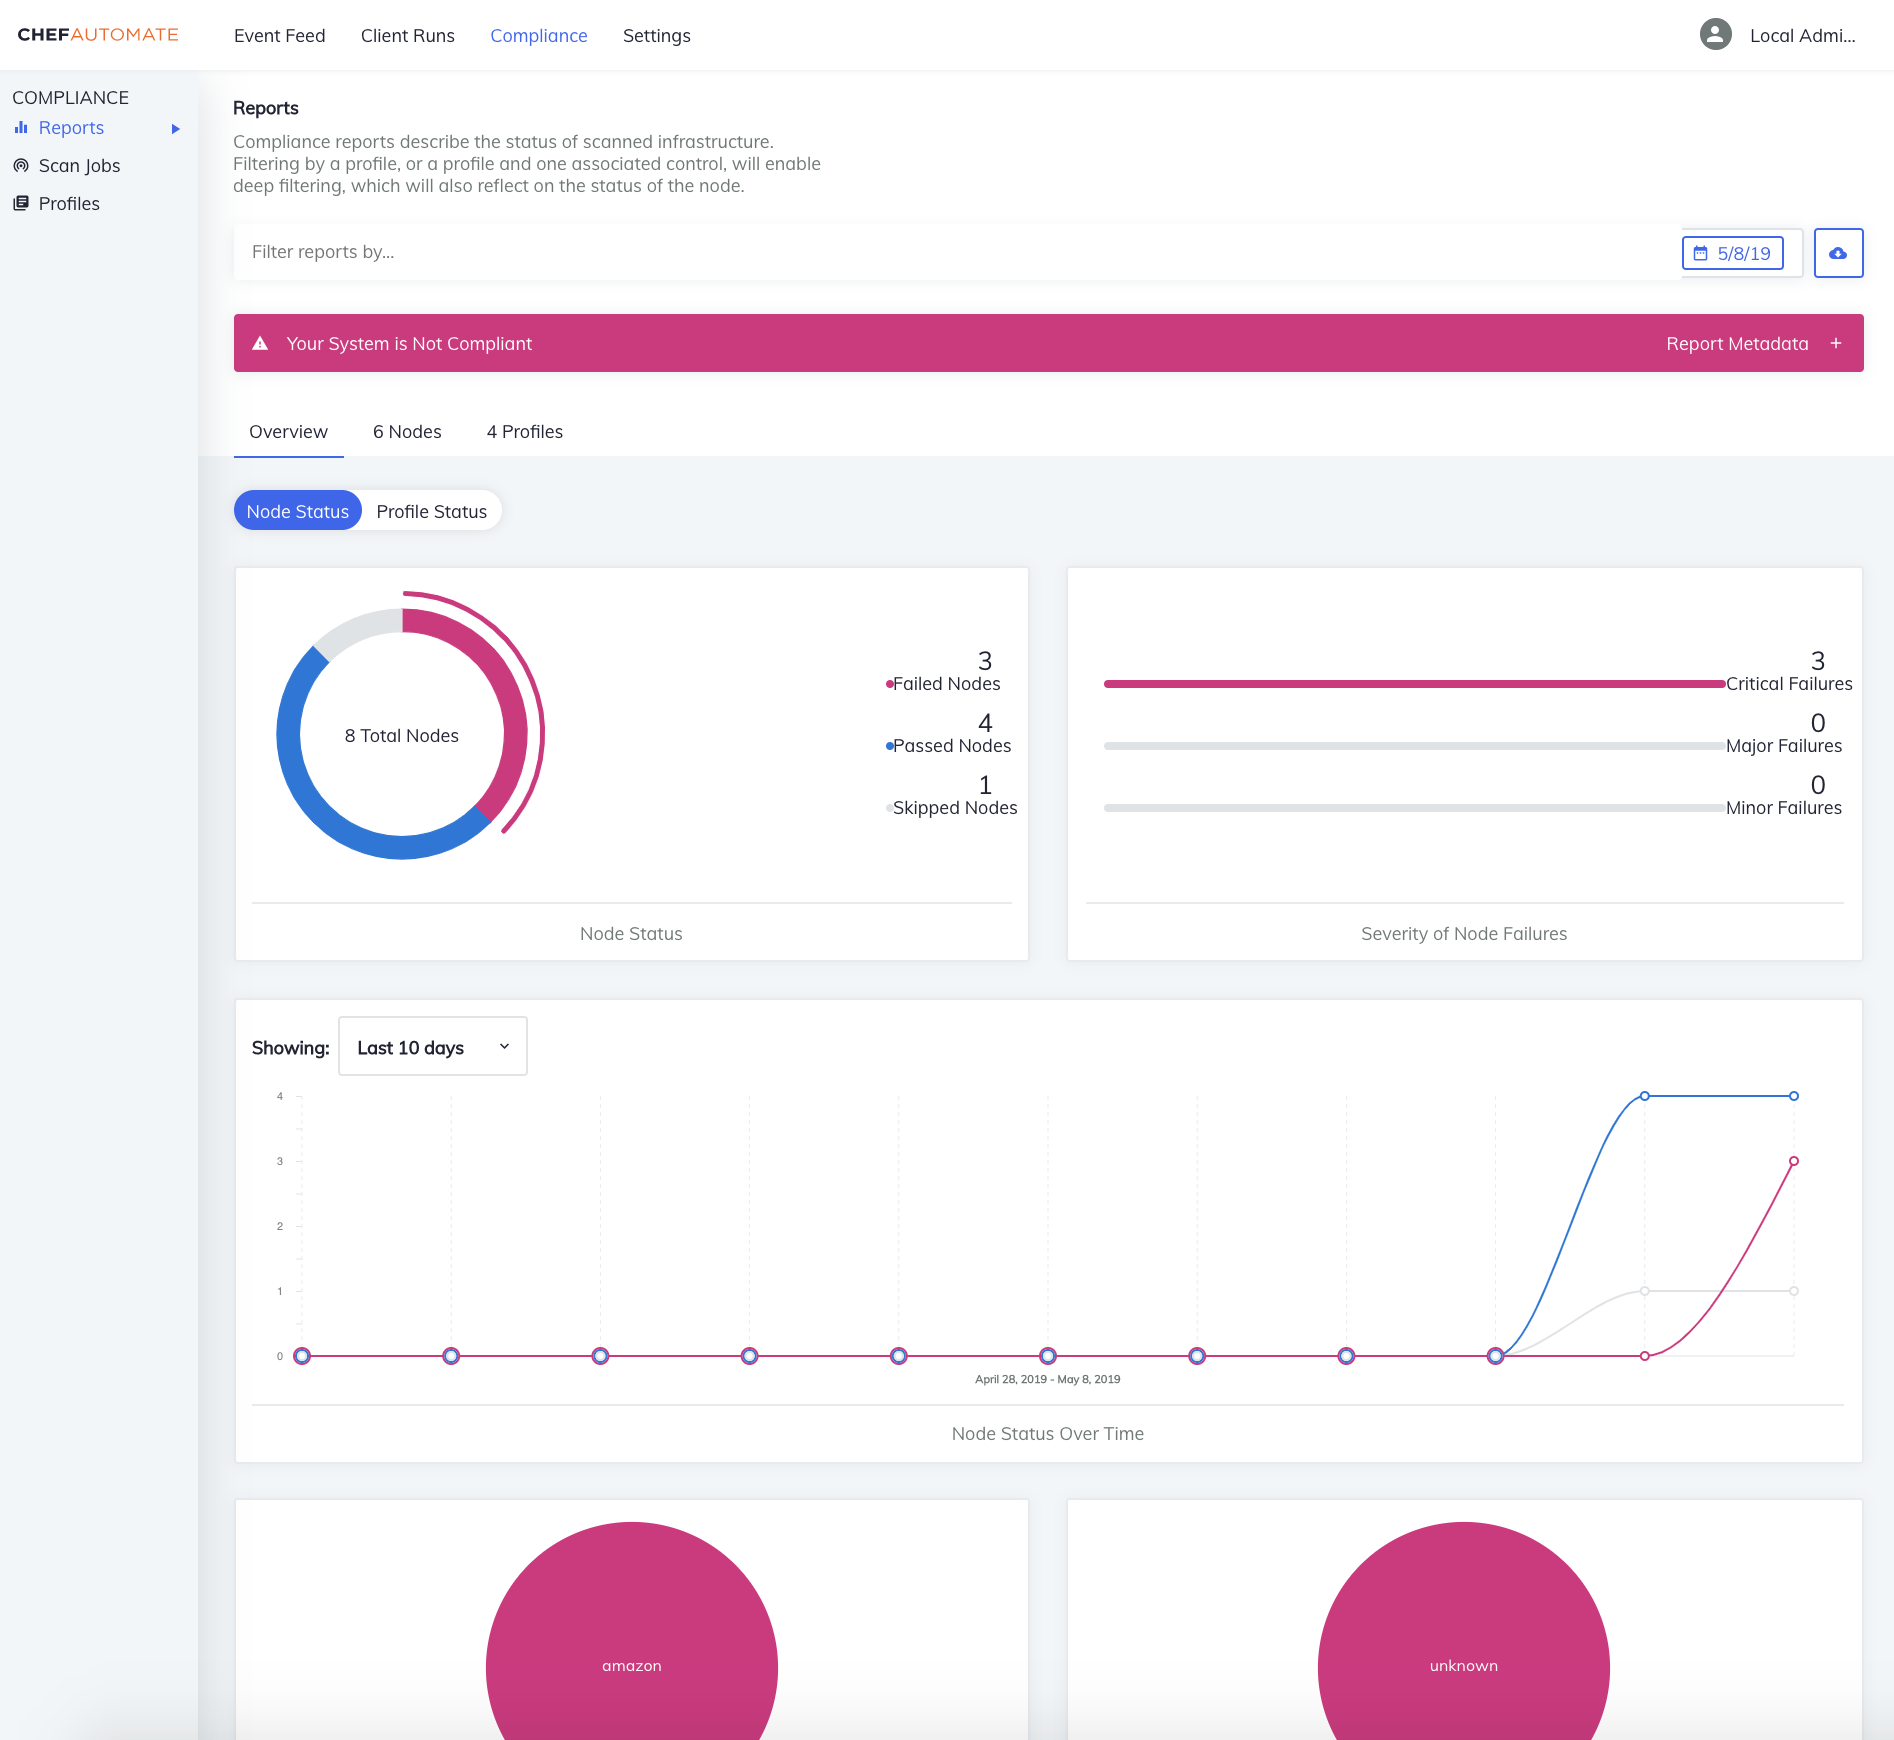 CHEFAUTOMATE
Event Feed
Client Runs
Compliance
Settings
Local Admi...
COMPLIANCE
Reports
Scan Jobs
Profiles
Reports
Compliance reports describe the status of scanned infrastructure.
Filtering by a profile, or a profile and one associated control, will enable
deep filtering, which will also reflect on the status of the node.
Filter reports by...
5/8/19
Your System is Not Compliant
Report Metadata +
Overview
6 Nodes
4 Profiles
Node Status
Profile Status
8 Total Nodes
3
Failed Nodes
4
Passed Nodes
1
Skipped Nodes
Node Status
3
Critical Failures
0
Major Failures
0
Minor Failures
Severity of Node Failures
Showing:
Last 10 days
4
3
2
1
0
April 28, 2019 - May 8, 2019
Node Status Over Time
amazon
unknown